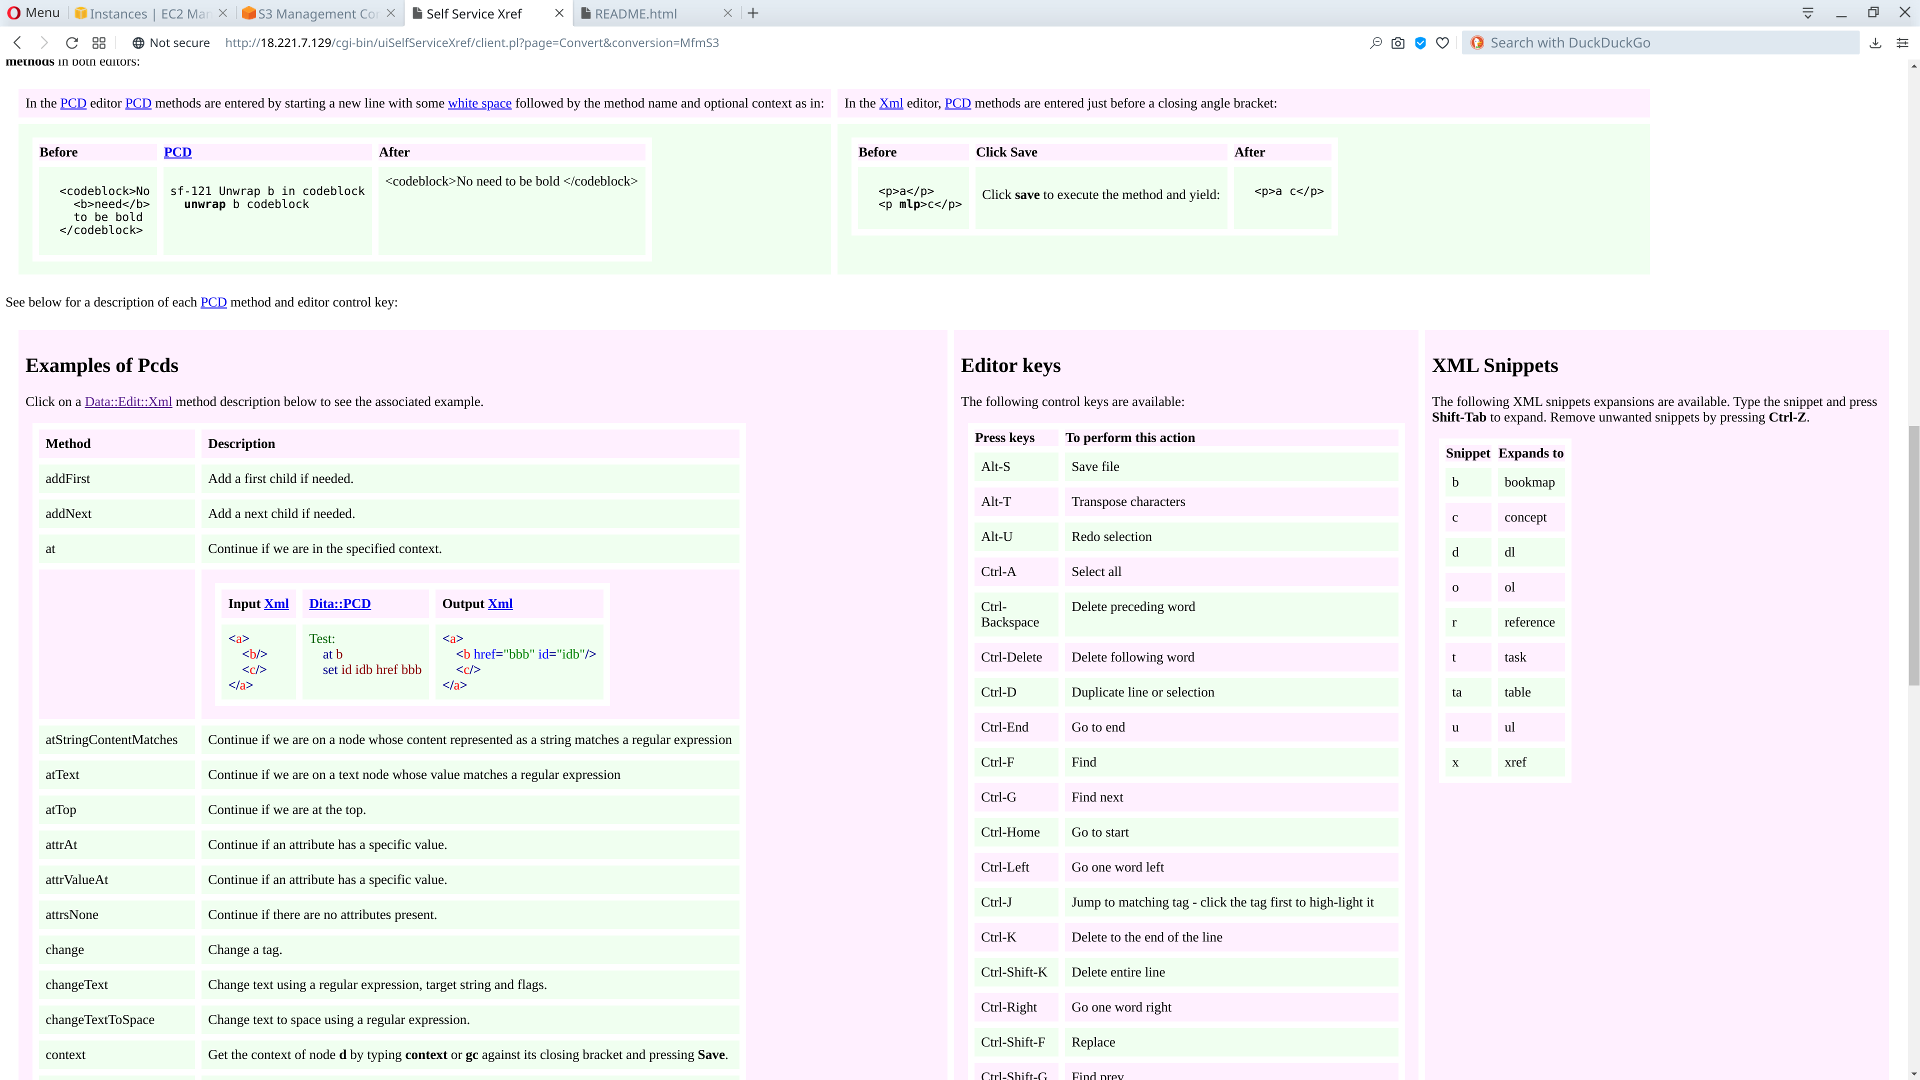 Menu
Instances | EC2 Man
S3 Management Con
Self Service Xref
README.html
Not secure
http://18.221.7.129/cgi-bin/uiSelfServiceXref/client.pl?page=Convert&conversion=MfmS3
Search with DuckDuckGo
methods in both editors:
In the PCD editor PCD methods are entered by starting a new line with some white space followed by the method name and optional context as in:
Before PCD After
<codeblock>No
<b>need</b>
to be bold
</codeblock>
sf-121 Unwrap b in codeblock
unwrap b codeblock
<codeblock>No need to be bold </codeblock>
In the Xml editor, PCD methods are entered just before a closing angle bracket:
Before Click Save After
<p>a</p>
<p mlp>c</p>
Click save to execute the method and yield:
<p>a c</p>
See below for a description of each PCD method and editor control key:
Examples of Pcds
Click on a Data::Edit::Xml method description below to see the associated example.
Method Description
addFirst Add a first child if needed.
addNext Add a next child if needed.
at Continue if we are in the specified context.
Input Xml Dita::PCD Output Xml
<a>
<b/>
<c/>
</a>
Test:
at b
set id idb href bbb
<a>
<b href="bbb" id="idb"/>
<c/>
</a>
atStringContentMatches Continue if we are on a node whose content represented as a string matches a regular expression
atText Continue if we are on a text node whose value matches a regular expression
atTop Continue if we are at the top.
attrAt Continue if an attribute has a specific value.
attrValueAt Continue if an attribute has a specific value.
attrsNone Continue if there are no attributes present.
change Change a tag.
changeText Change text using a regular expression, target string and flags.
changeTextToSpace Change text to space using a regular expression.
context Get the context of node d by typing context or gc against its closing bracket and pressing Save.
Editor keys
The following control keys are available:
Press keys To perform this action
Alt-S Save file
Alt-T Transpose characters
Alt-U Redo selection
Ctrl-A Select all
Ctrl-
Backspace Delete preceding word
Ctrl-Delete Delete following word
Ctrl-D Duplicate line or selection
Ctrl-End Go to end
Ctrl-F Find
Ctrl-G Find next
Ctrl-Home Go to start
Ctrl-Left Go one word left
Ctrl-J Jump to matching tag - click the tag first to high-light it
Ctrl-K Delete to the end of the line
Ctrl-Shift-K Delete entire line
Ctrl-Right Go one word right
Ctrl-Shift-F Replace
Ctrl-Shift-G Find prev
XML Snippets
The following XML snippets expansions are available. Type the snippet and press
Shift-Tab to expand. Remove unwanted snippets by pressing Ctrl-Z.
Snippet Expands to
b bookmap
c concept
d dl
o ol
r reference
t task
ta table
u ul
x xref